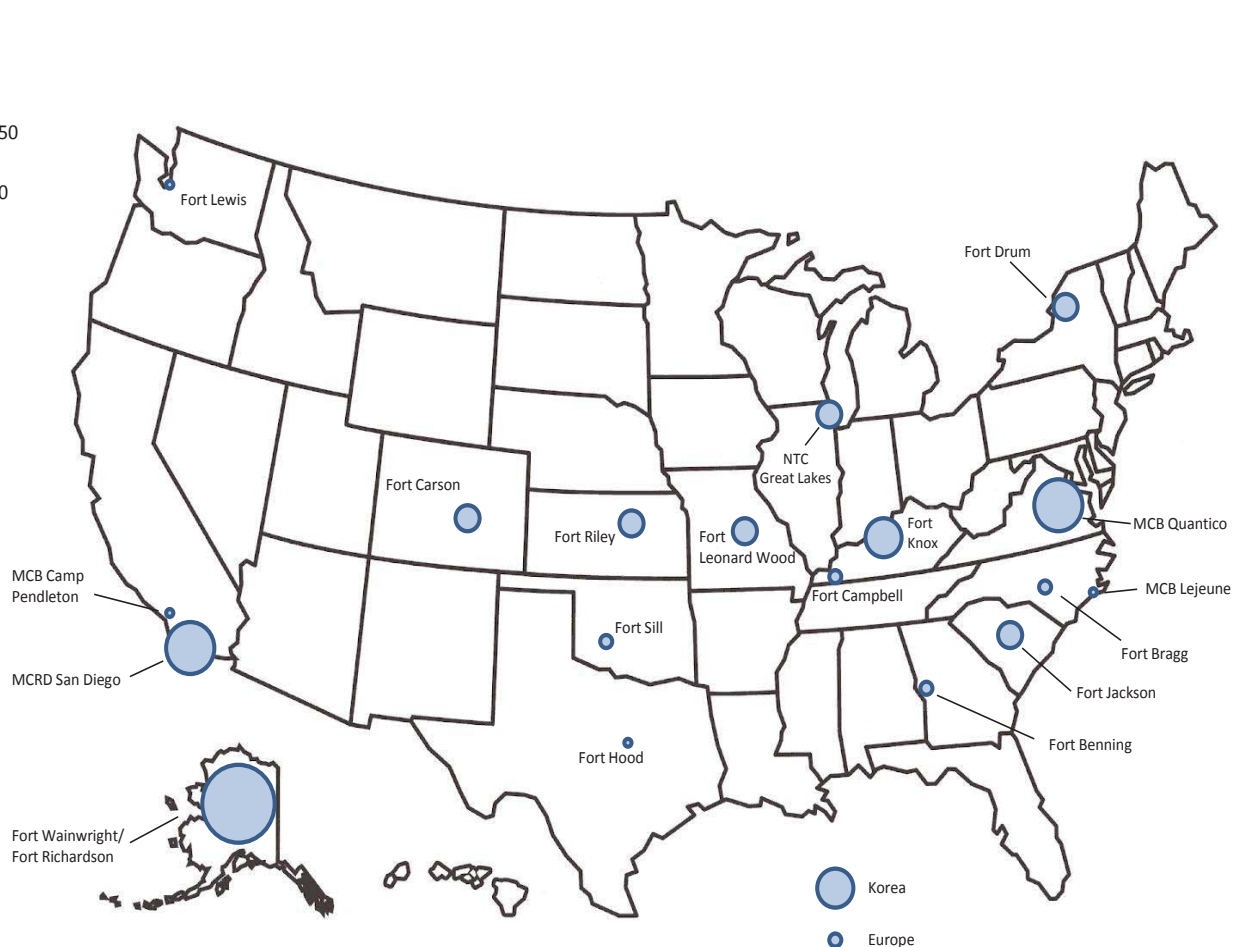 50
0
Fort Lewis
Fort Drum
NTC
Great Lakes
Fort Carson
Fort Riley
Fort
Leonard Wood
Fort
Knox
MCB Quantico
MCB Camp
Pendleton
Fort Campbell
MCB Lejeune
Fort Sill
Fort Bragg
MCRD San Diego
Fort Jackson
Fort Benning
Fort Hood
Fort Wainwright/
Fort Richardson
Korea
Europe